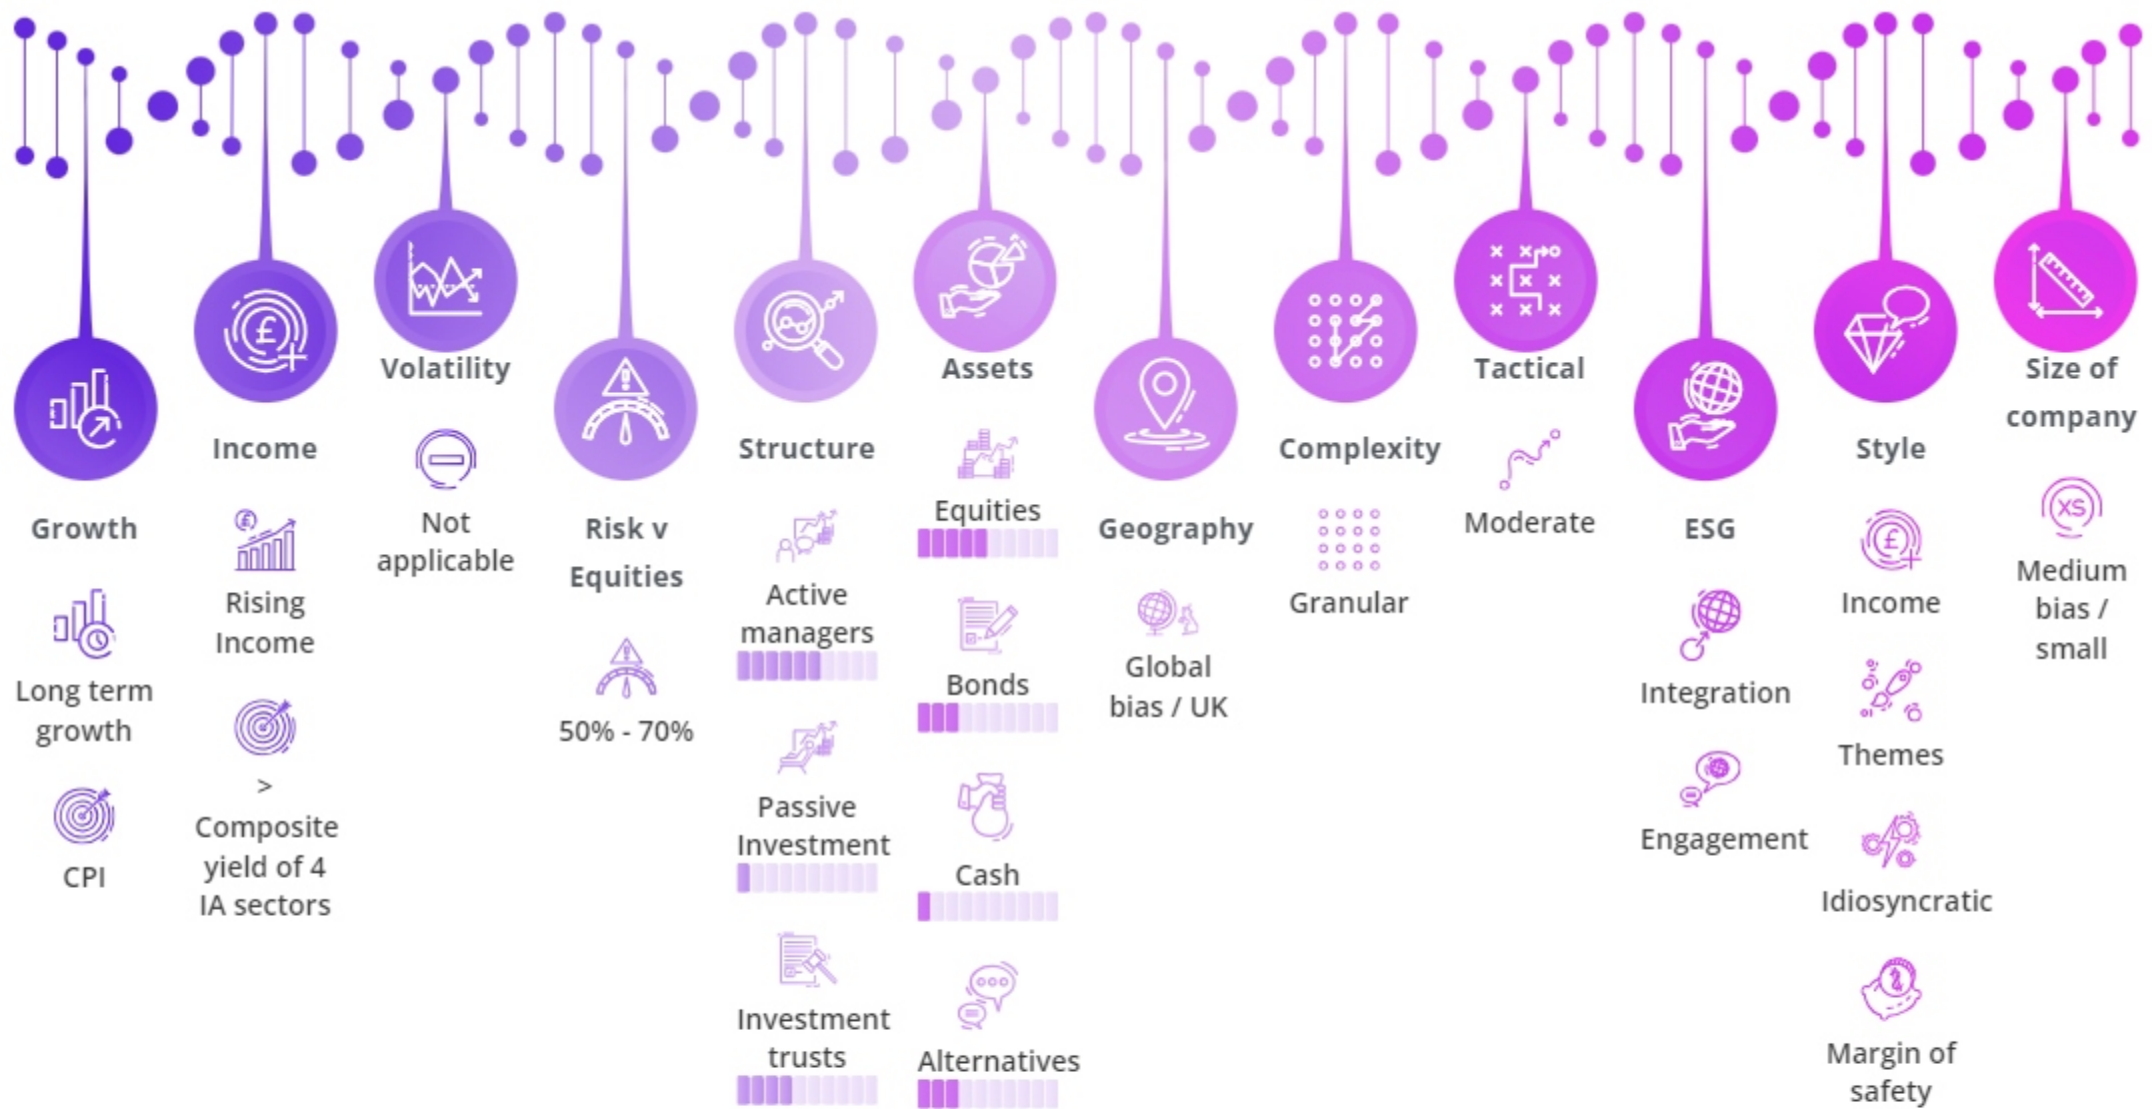 Growth
Long term
growth
CPI
£
Income
£
Rising
Income
>
Composite
yield of 4
IA sectors
Volatility
Not
applicable
Risk v
Equities
50% - 70%
Structure
Active
managers
Passive
Investment
Investment
trusts
Assets
Equities
Bonds
Cash
Alternatives
Geography
Global
bias / UK
Complexity
Granular
Tactical
Moderate
ESG
Integration
Engagement
Style
£
Income
Themes
Idiosyncratic
Margin of
safety
Size of
company
XS
Medium
bias /
small